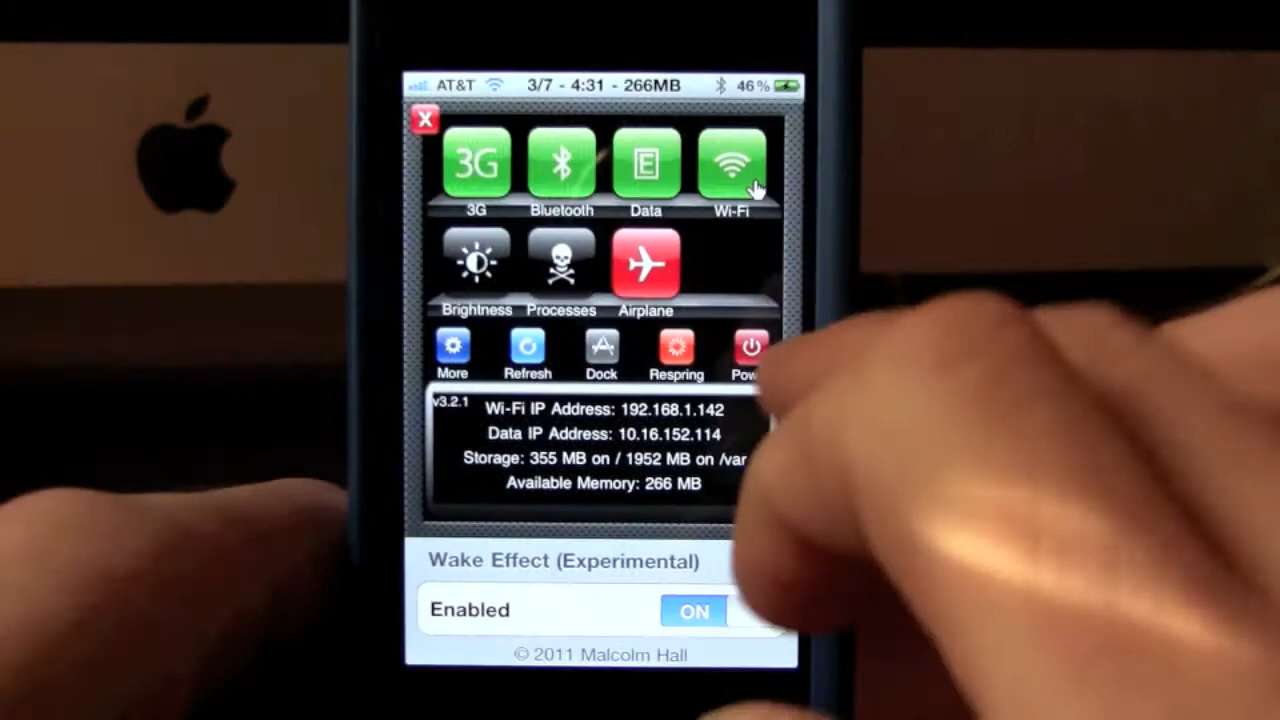 AT&T 3/7 - 4:31 - 266MB 46%
X
3G E
3G Bluetooth Data Wi-Fi
Brightness Processes Airplane
More Refresh Dock Respring
v3.2.1
Wi-Fi IP Address: 192.168.1.142
Data IP Address: 10.16.152.114
Storage: 355 MB on / 1952 MB on /var
Available Memory: 266 MB
Wake Effect (Experimental)
Enabled ON
© 2011 Malcolm Hall